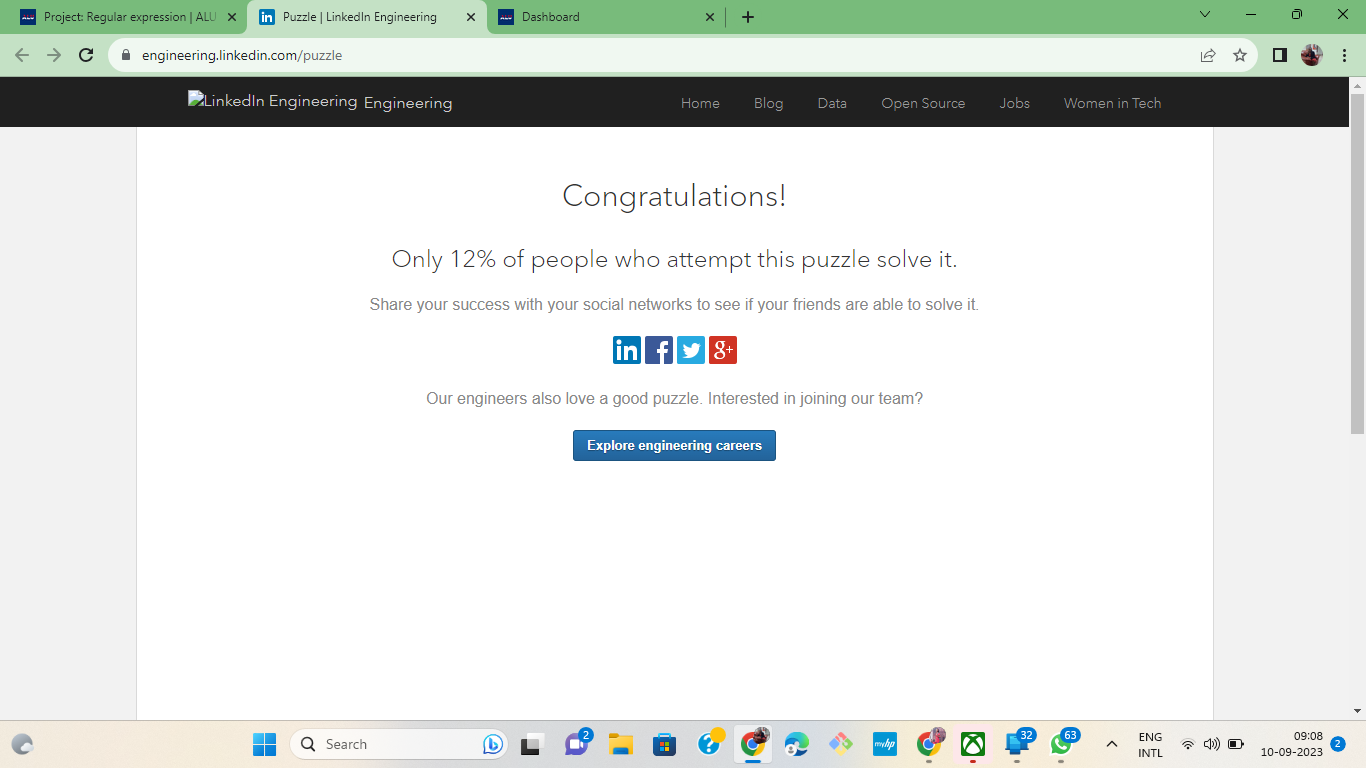 Project: Regular expression | ALU
Puzzle | LinkedIn Engineering
Dashboard
engineering.linkedin.com/puzzle
LinkedIn Engineering Engineering
Home Blog Data Open Source Jobs Women in Tech
Congratulations!
Only 12% of people who attempt this puzzle solve it.
Share your success with your social networks to see if your friends are able to solve it.
in f g+
Our engineers also love a good puzzle. Interested in joining our team?
Explore engineering careers
Search
2
myhp
32
63
ENG
INTL
09:08
10-09-2023
2